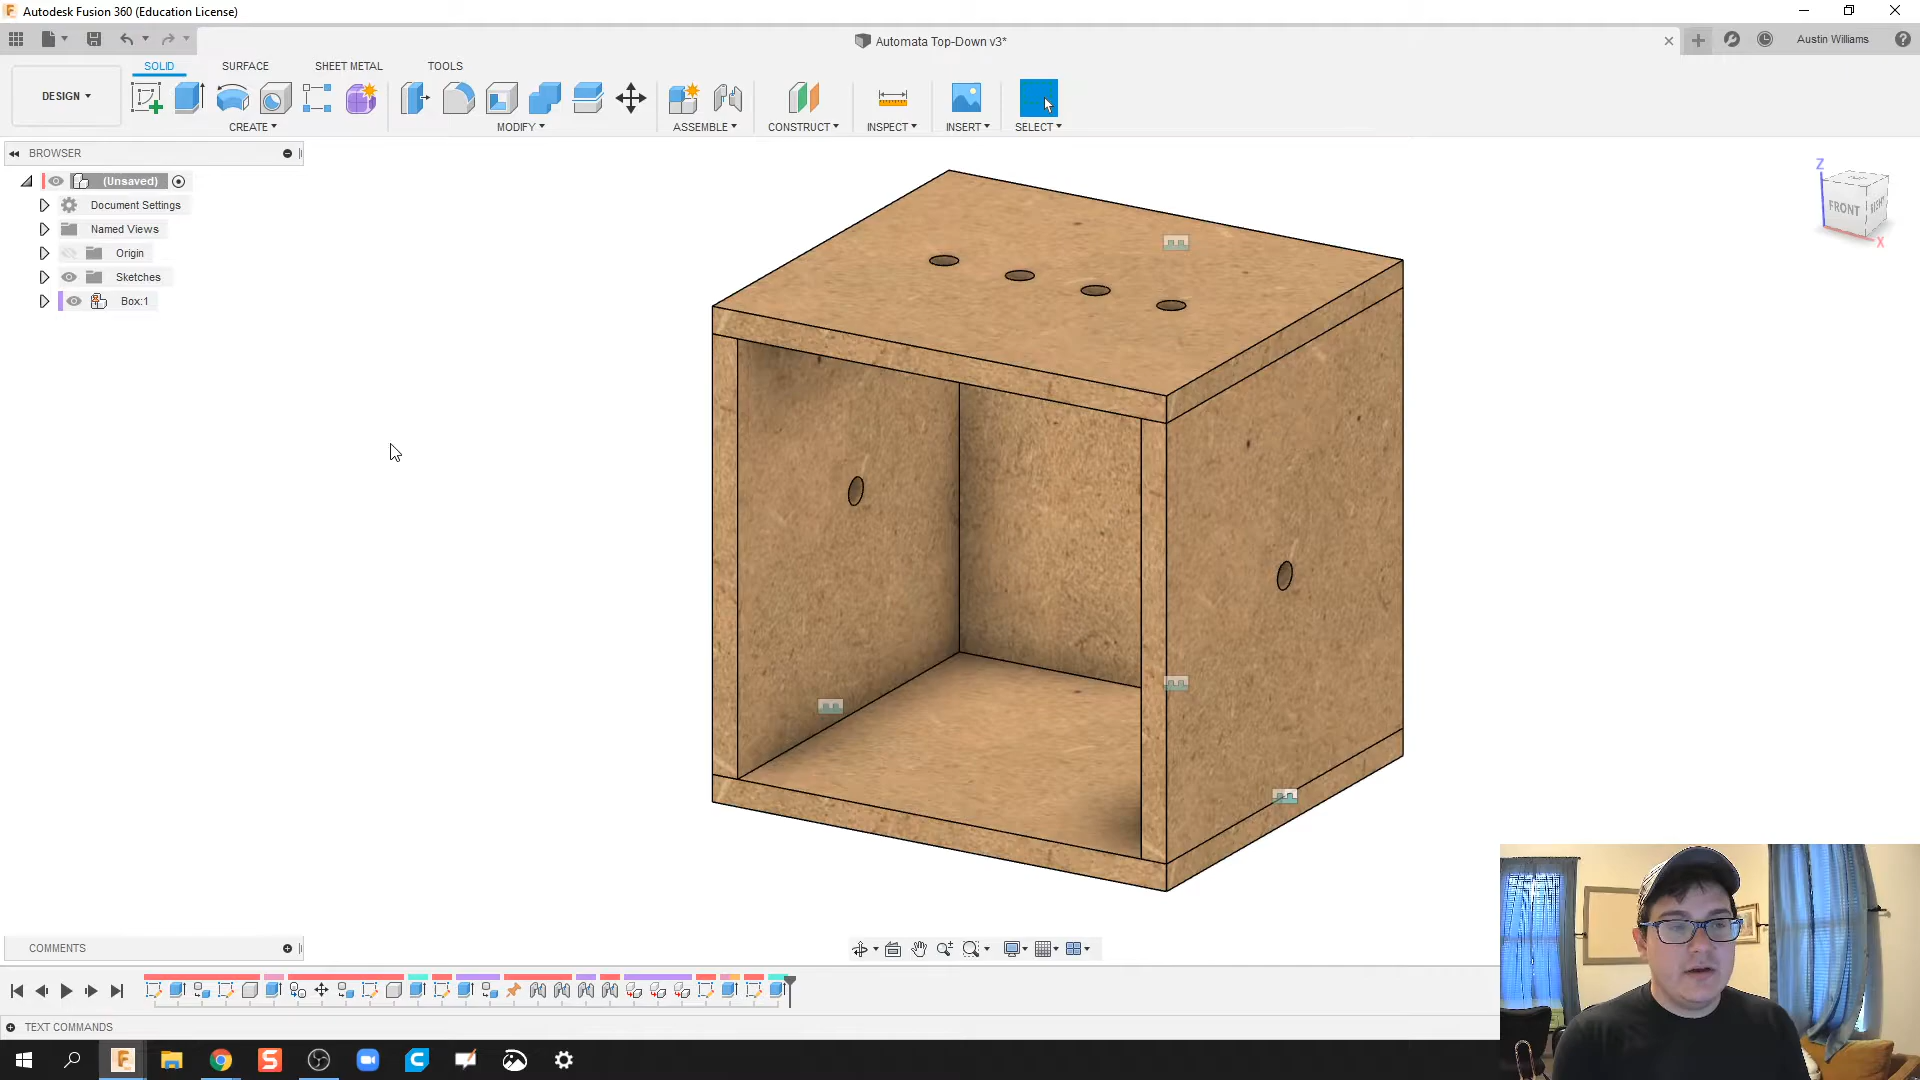 Autodesk Fusion 360 (Education License)
Automata Top-Down v3*
Austin Williams
SOLID
SURFACE
SHEET METAL
TOOLS
DESIGN
CREATE
MODIFY
ASSEMBLE
CONSTRUCT
INSPECT
INSERT
SELECT
BROWSER
(Unsaved)
Document Settings
Named Views
Origin
Sketches
Box:1
Z
FRONT
RIGHT
X
COMMENTS
TEXT COMMANDS